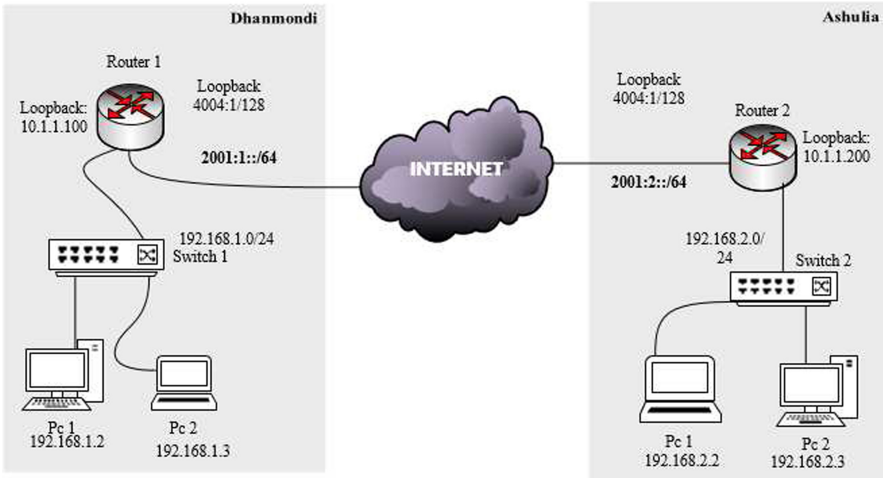 Dhanmondi
Router 1
Loopback:
10.1.1.100
Loopback
4004:1/128
2001:1::/64
192.168.1.0/24
Switch 1
Pc 1
192.168.1.2
Pc 2
192.168.1.3
INTERNET
Ashulia
Loopback
4004:1/128
Router 2
Loopback:
10.1.1.200
2001:2::/64
192.168.2.0/
24
Switch 2
Pc 1
192.168.2.2
Pc 2
192.168.2.3